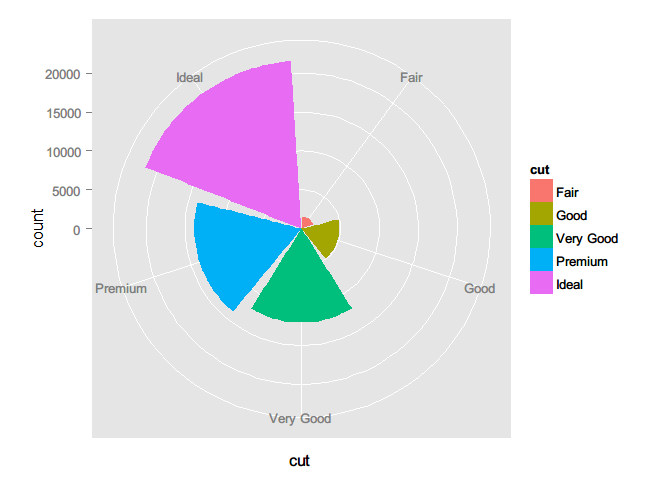 Ideal
Fair
20000
15000
10000
5000
0
count
Premium
Good
Very Good
cut
cut
Fair
Good
Very Good
Premium
Ideal